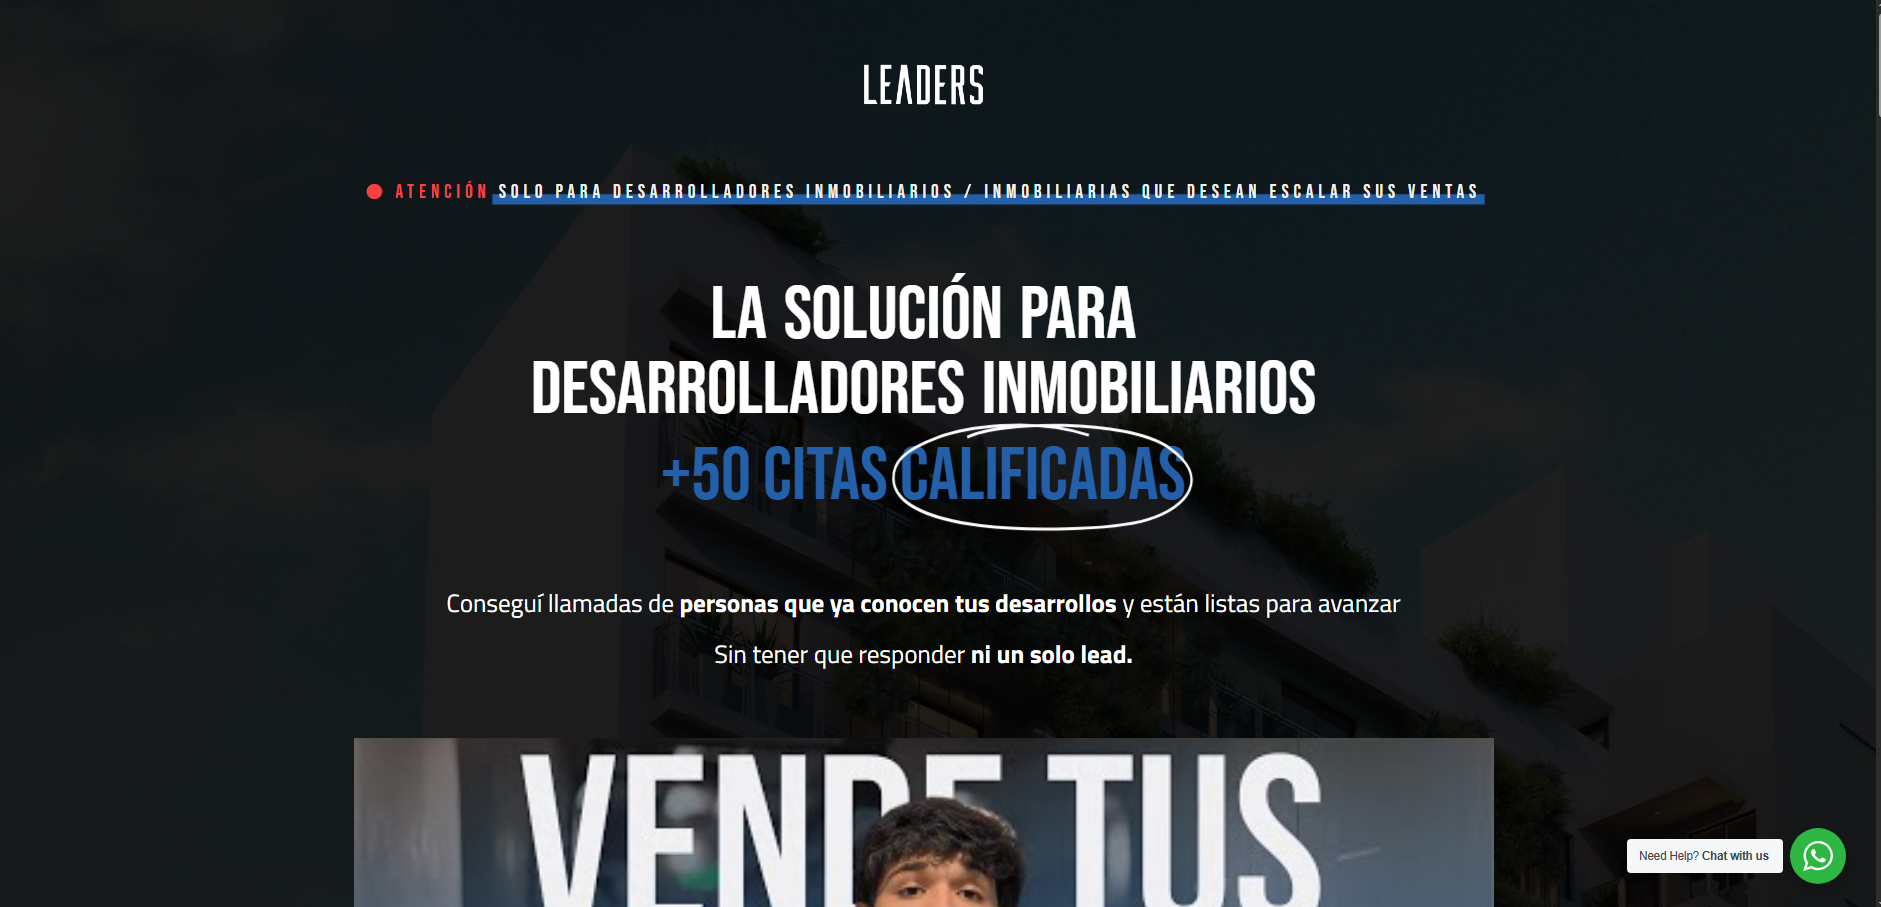 LEADERS
ATENCIÓN SOLO PARA DESARROLLADORES INMOBILIARIOS / INMOBILIARIAS QUE DESEAN ESCALAR SUS VENTAS
LA SOLUCIÓN PARA
DESARROLLADORES INMOBILIARIOS
+50 CITAS CALIFICADAS
Conseguí llamadas de personas que ya conocen tus desarrollos y están listas para avanzar
Sin tener que responder ni un solo lead.
VENDE TUS
Need Help? Chat with us